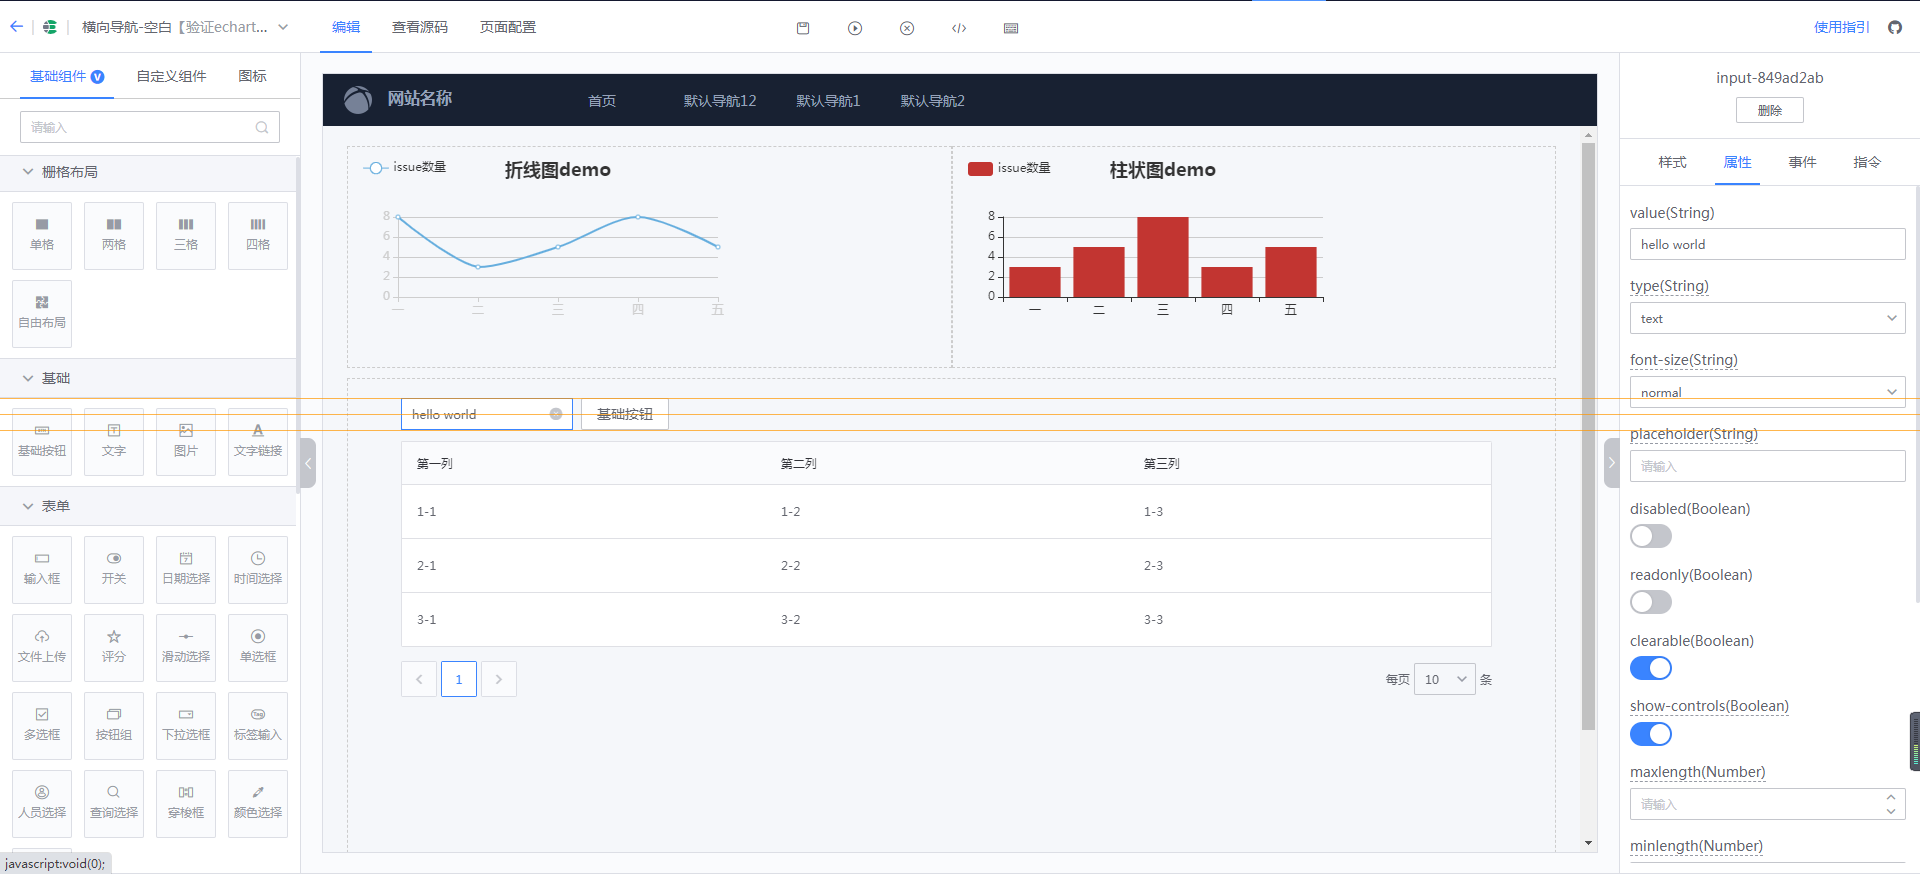 横向导航-空白【验证echart...
编辑
查看源码
页面配置
使用指引
基础组件 V
自定义组件
图标
请输入
栅格布局
单格
两格
三格
四格
自由布局
基础
基础按钮
文字
图片
文字链接
表单
输入框
开关
日期选择
时间选择
文件上传
评分
滑动选择
单选框
多选框
按钮组
下拉选框
标签输入
人员选择
查询选择
穿梭框
颜色选择
javascript:void(0);
网站名称
首页
默认导航12
默认导航1
默认导航2
issue数量
折线图demo
8
6
4
2
0
一 二 三 四 五
issue数量
柱状图demo
8
6
4
2
0
一 二 三 四 五
hello world
基础按钮
第一列 第二列 第三列
1-1 1-2 1-3
2-1 2-2 2-3
3-1 3-2 3-3
1
每页 10 条
input-849ad2ab
删除
样式
属性
事件
指令
value(String)
hello world
type(String)
text
font-size(String)
normal
placeholder(String)
请输入
disabled(Boolean)
readonly(Boolean)
clearable(Boolean)
show-controls(Boolean)
maxlength(Number)
请输入
minlength(Number)